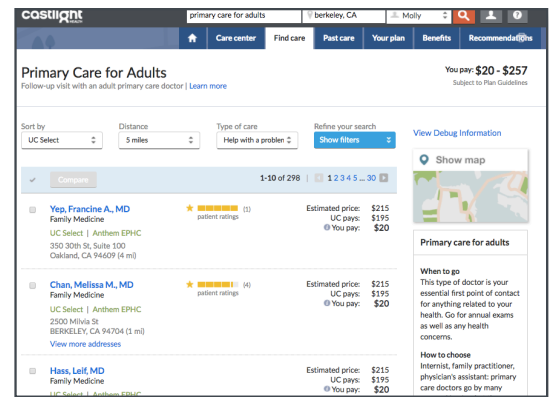 castlight
HEALTH
primary care for adults
berkeley, CA
Molly
Care center
Find care
Past care
Your plan
Benefits
Recommendations
Primary Care for Adults
Follow-up visit with an adult primary care doctor | Learn more
You pay: $20 - $257
Subject to Plan Guidelines
Sort by
UC Select
Distance
5 miles
Type of care
Help with a problen
Refine your search
Show filters
View Debug Information
Compare
1-10 of 298 | 1 2 3 4 5 ... 30
Show map
Yep, Francine A., MD
Family Medicine
UC Select | Anthem EPHC
350 30th St, Suite 100
Oakland, CA 94609 (4 mi)
(1)
patient ratings
Estimated price: $215
UC pays: $195
You pay: $20
Chan, Melissa M., MD
Family Medicine
UC Select | Anthem EPHC
2500 Milvia St
BERKELEY, CA 94704 (1 mi)
View more addresses
(4)
patient ratings
Estimated price: $215
UC pays: $195
You pay: $20
Hass, Leif, MD
Family Medicine
UC Select | Anthem EPHC
Estimated price: $215
UC pays: $195
You pay: $20
Primary care for adults
When to go
This type of doctor is your
essential first point of contact
for anything related to your
health. Go for annual exams
as well as any health
concerns.
How to choose
Internist, family practitioner,
physician's assistant: primary
care doctors go by many